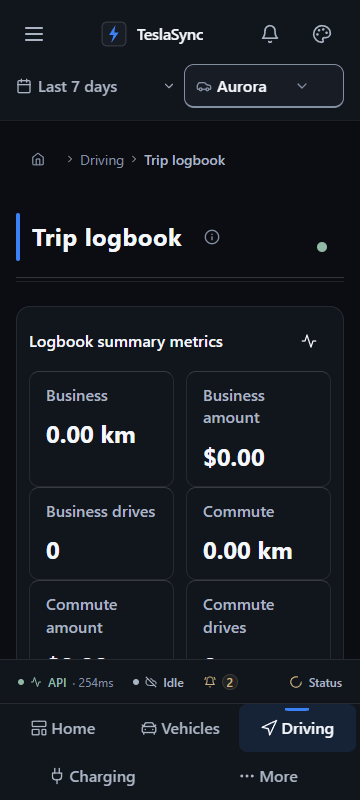 TeslaSync
Last 7 days
Aurora
Driving
Trip logbook
Trip logbook
Logbook summary metrics
Business
0.00 km
Business amount
$0.00
Business drives
0
Commute
0.00 km
Commute amount
Commute drives
API · 254ms
Idle
2
Status
Home
Vehicles
Driving
Charging
More